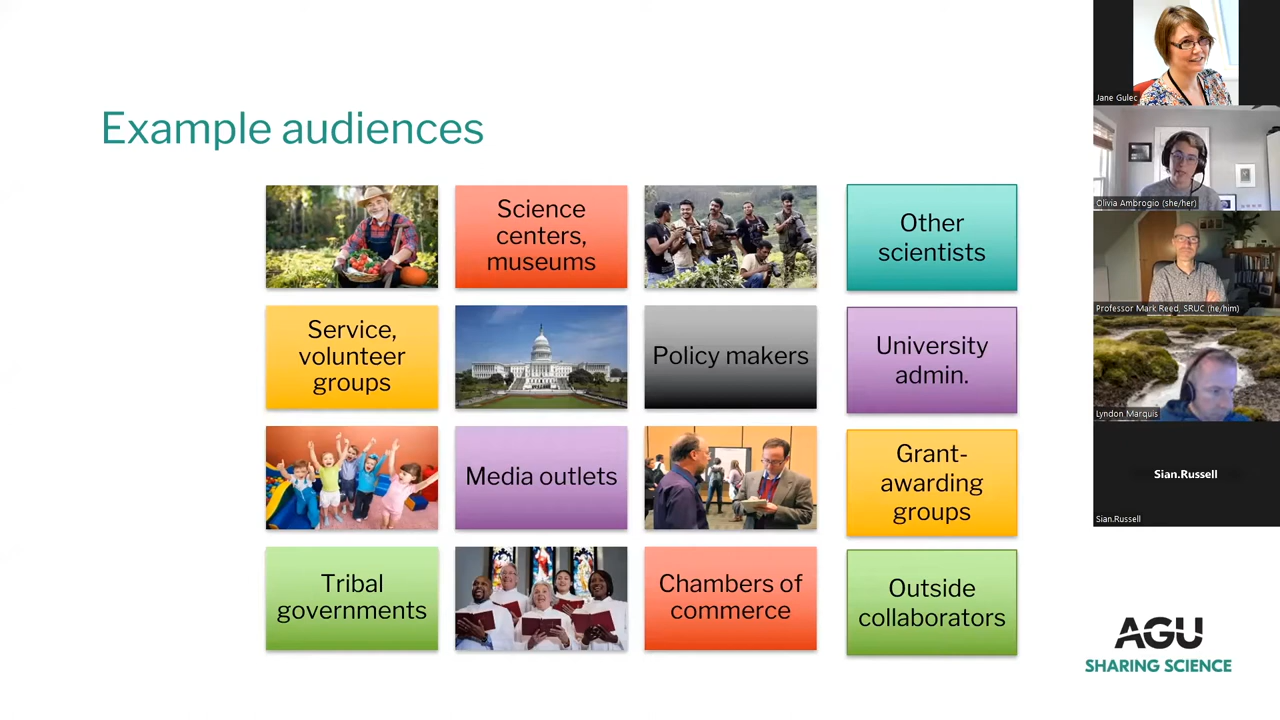 Example audiences
Science
centers,
museums
Other
scientists
Service,
volunteer
groups
Policy makers
University
admin.
Media outlets
Grant-
awarding
groups
Tribal
governments
Chambers of
commerce
Outside
collaborators
Jane Gulec
Olivia Ambrogio (she/her)
Professor Mark Reed, SRUC (he/him)
Lyndon Marquis
Sian.Russell
Sian.Russell
AGU
SHARING SCIENCE